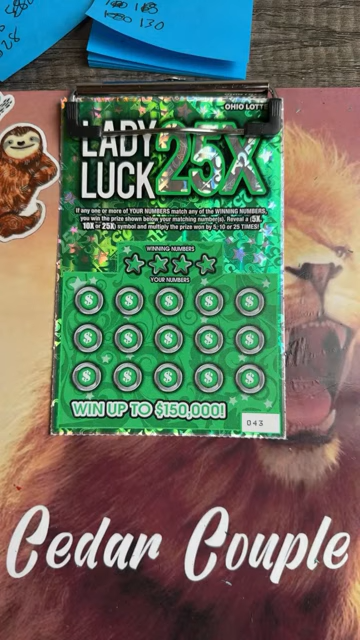 130
OHIO LOTT
LADY
LUCK 25X
If any one or more of YOUR NUMBERS match any of the WINNING NUMBERS,
you win the prize shown below your matching number(s). Reveal a (5X,
10X or 25X) symbol and multiply the prize won by 5, 10 or 25 TIMES!
WINNING NUMBERS
YOUR NUMBERS
$ $ $ $ $
$ $ $ $ $
$ $ $ $ $
WIN UP TO $150,000!
043
Cedar Couple